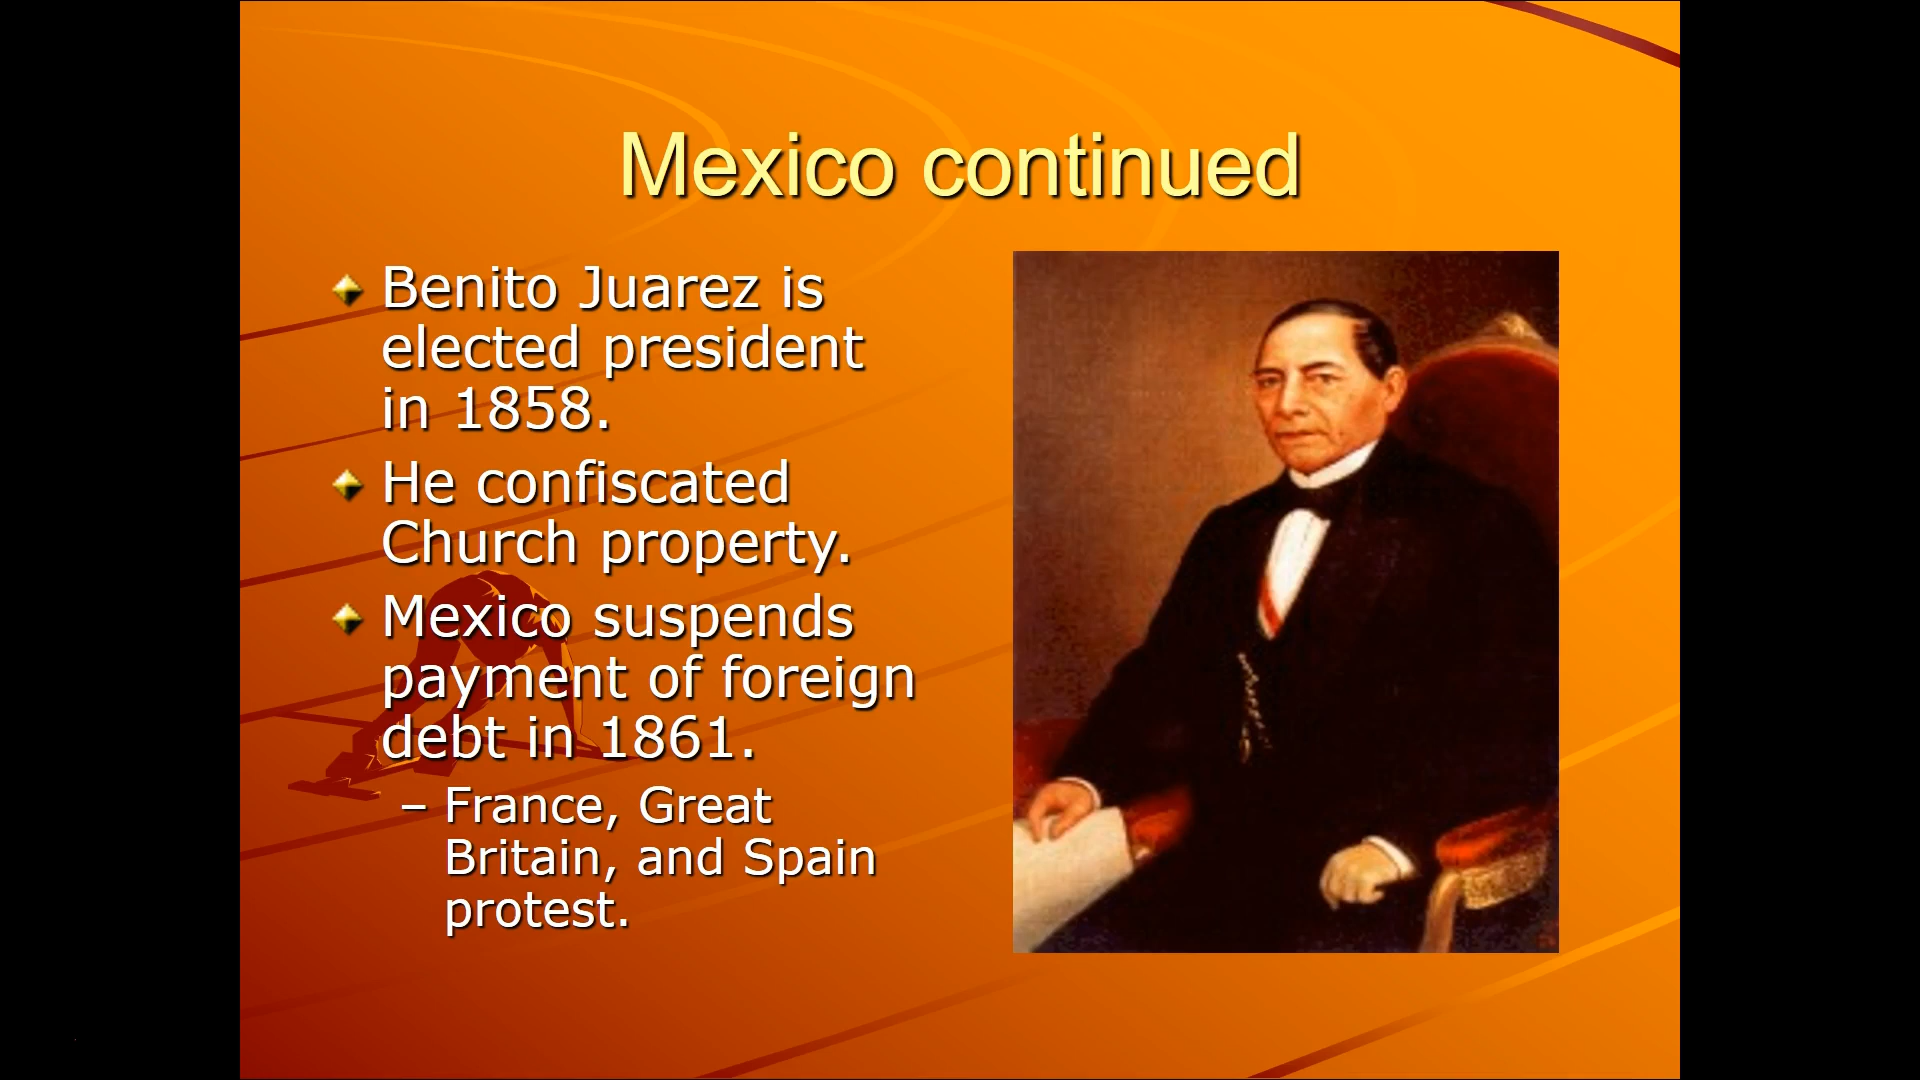 Mexico continued
Benito Juarez is
elected president
in 1858.
He confiscated
Church property.
Mexico suspends
payment of foreign
debt in 1861.
– France, Great
Britain, and Spain
protest.